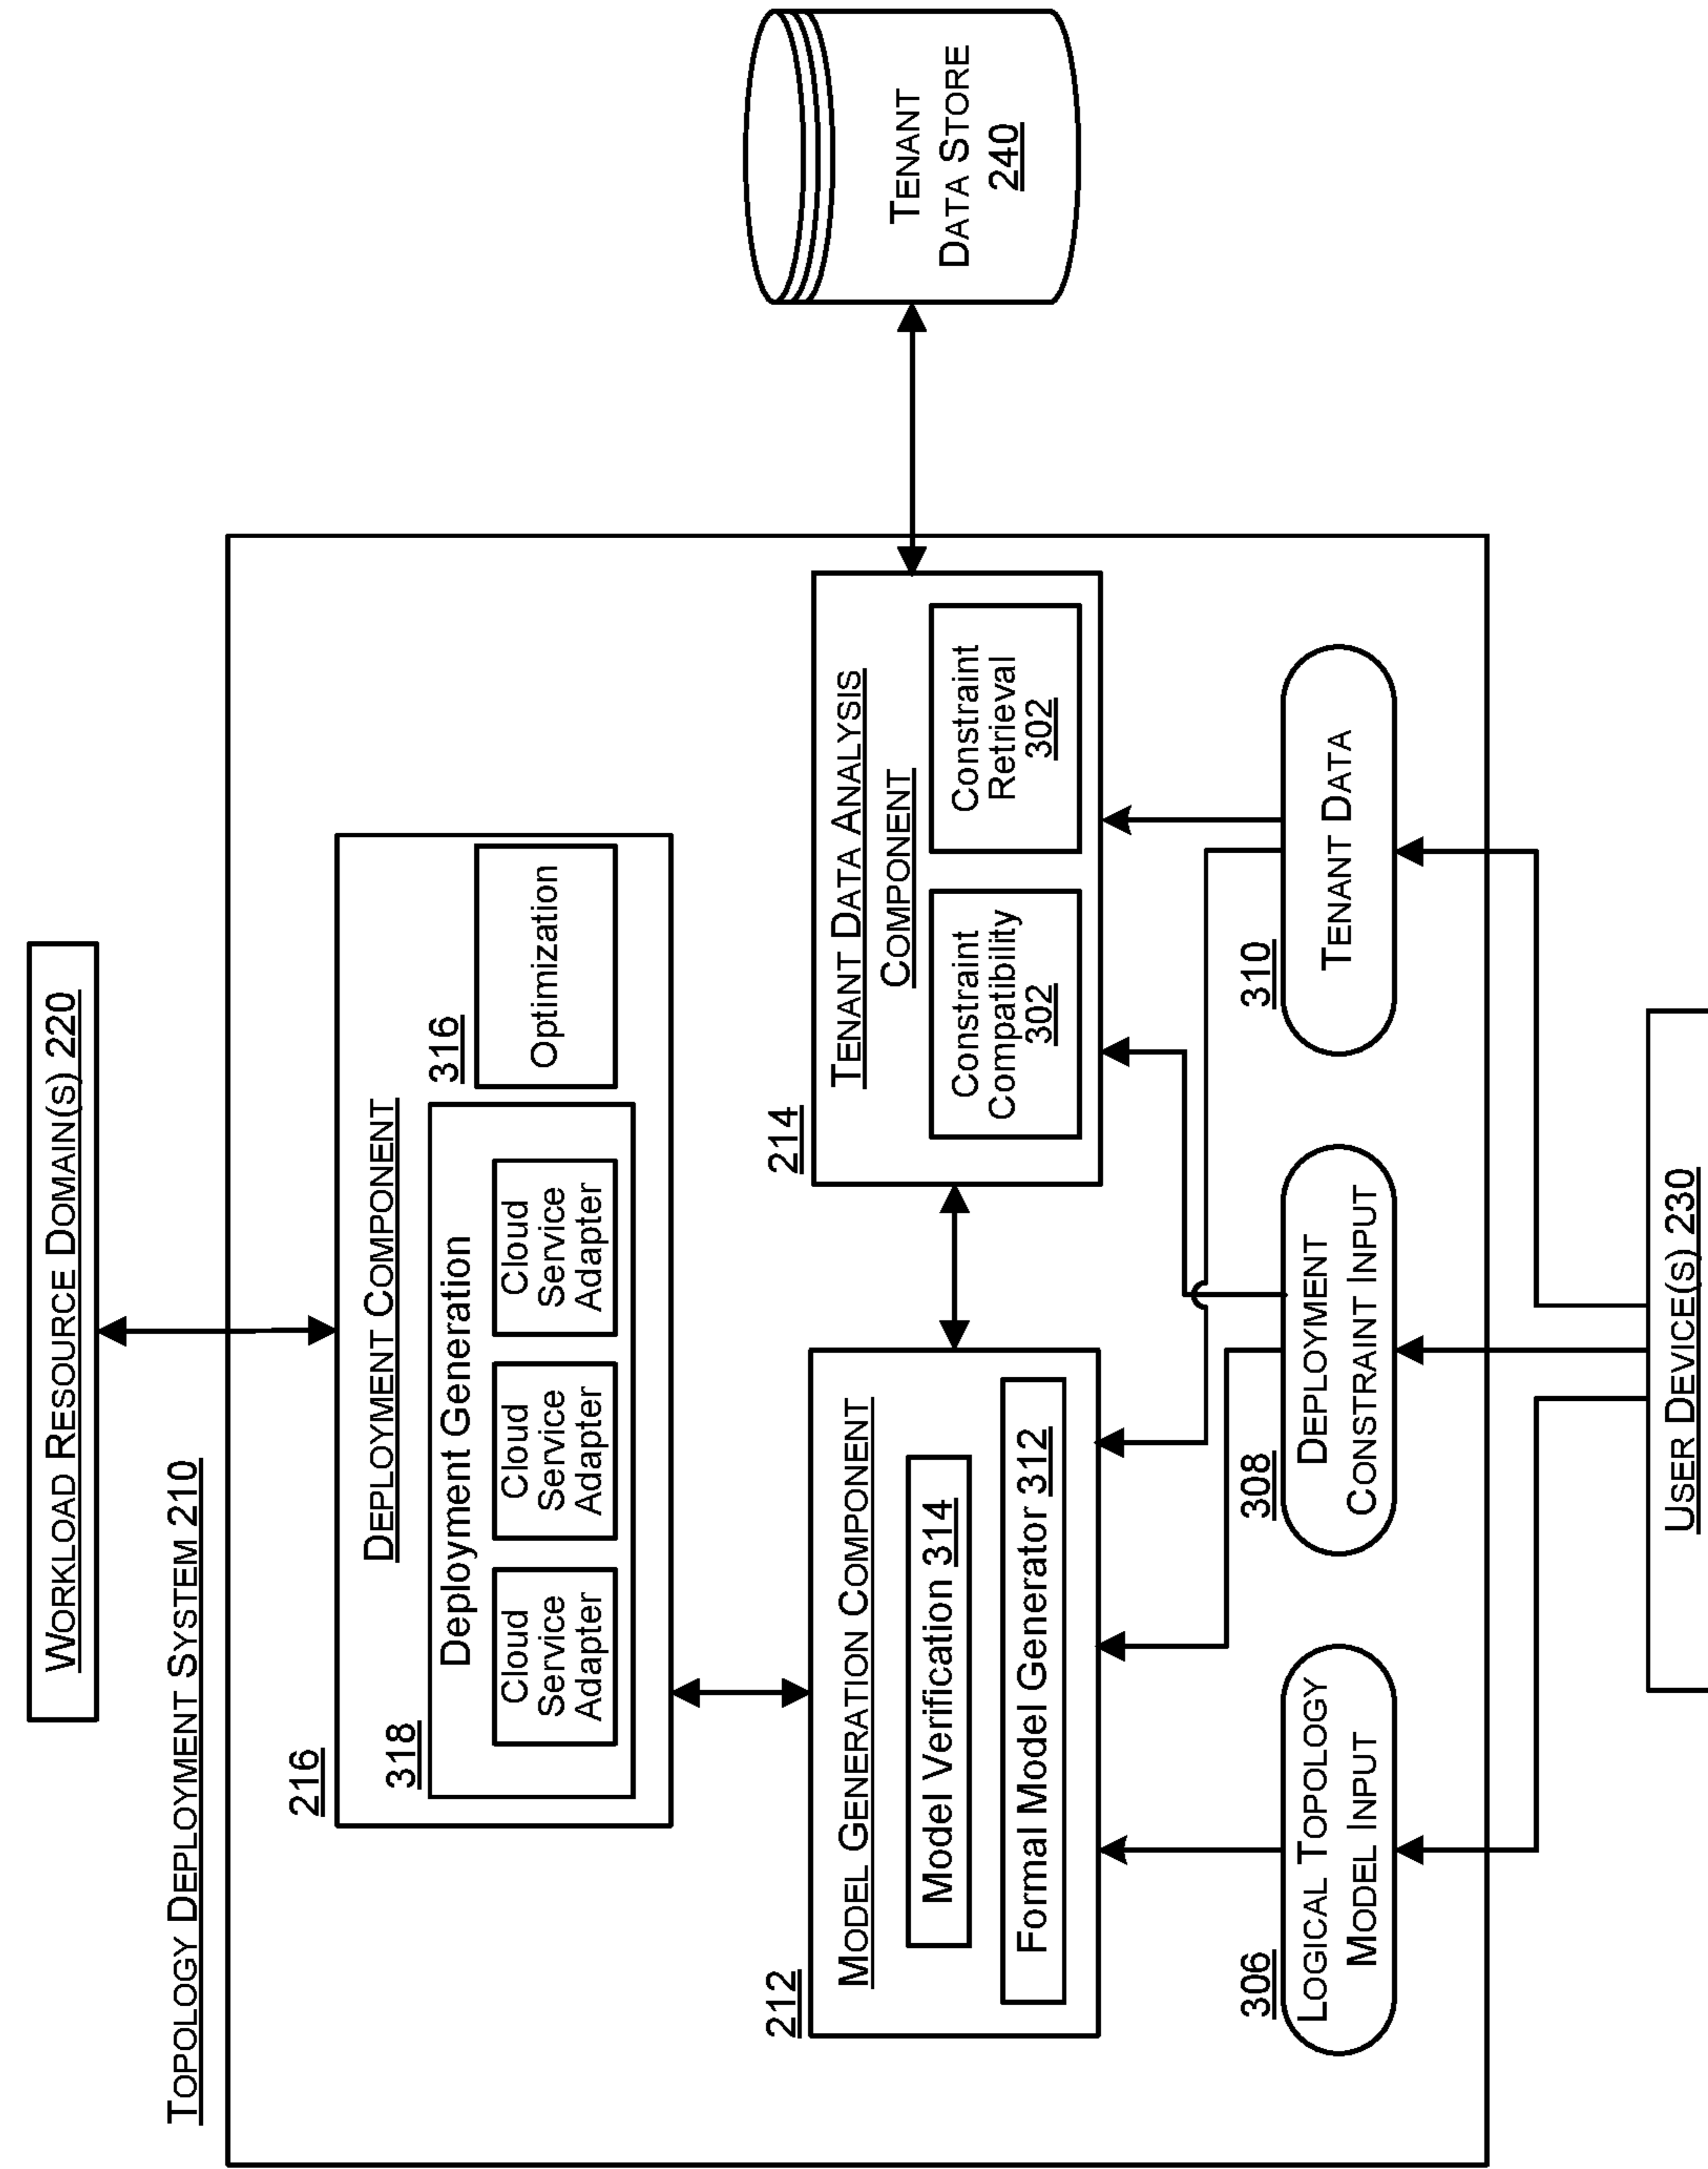 WORKLOAD RESOURCE DOMAIN(S) 220
TOPOLOGY DEPLOYMENT SYSTEM 210
216
DEPLOYMENT COMPONENT
318
Deployment Generation
Cloud
Service
Adapter
Cloud
Service
Adapter
Cloud
Service
Adapter
316
Optimization
212
MODEL GENERATION COMPONENT
Model Verification 314
Formal Model Generator 312
214
TENANT DATA ANALYSIS
COMPONENT
Constraint
Compatibility
302
Constraint
Retrieval
302
TENANT
DATA STORE
240
306
LOGICAL TOPOLOGY
MODEL INPUT
308
DEPLOYMENT
CONSTRAINT INPUT
310
TENANT DATA
USER DEVICE(S) 230